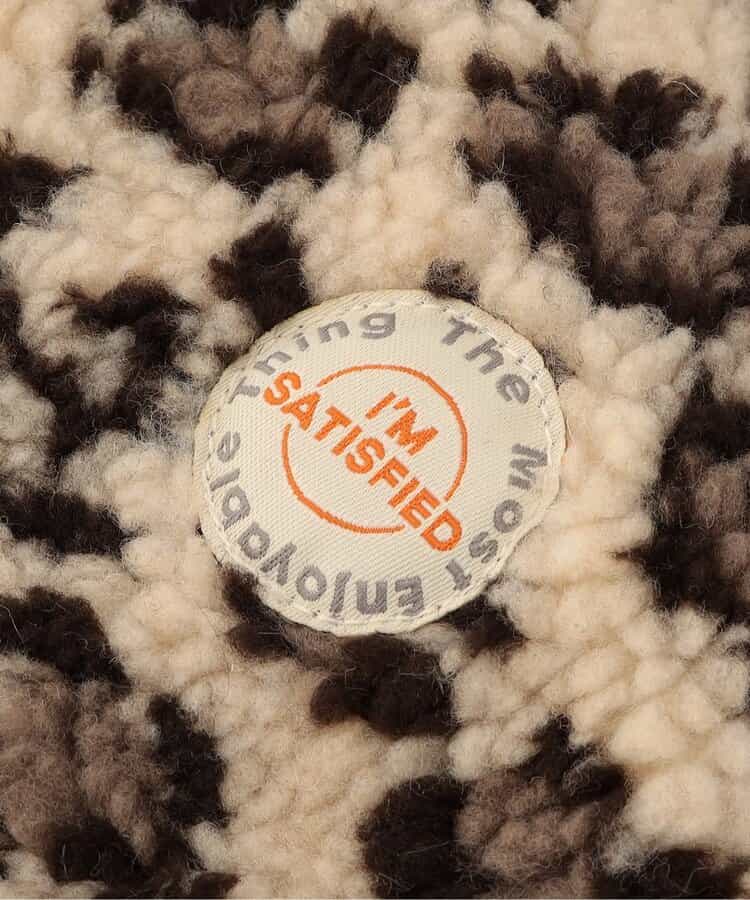 The Most Enjoyable Thing
I'M
SATISFIED